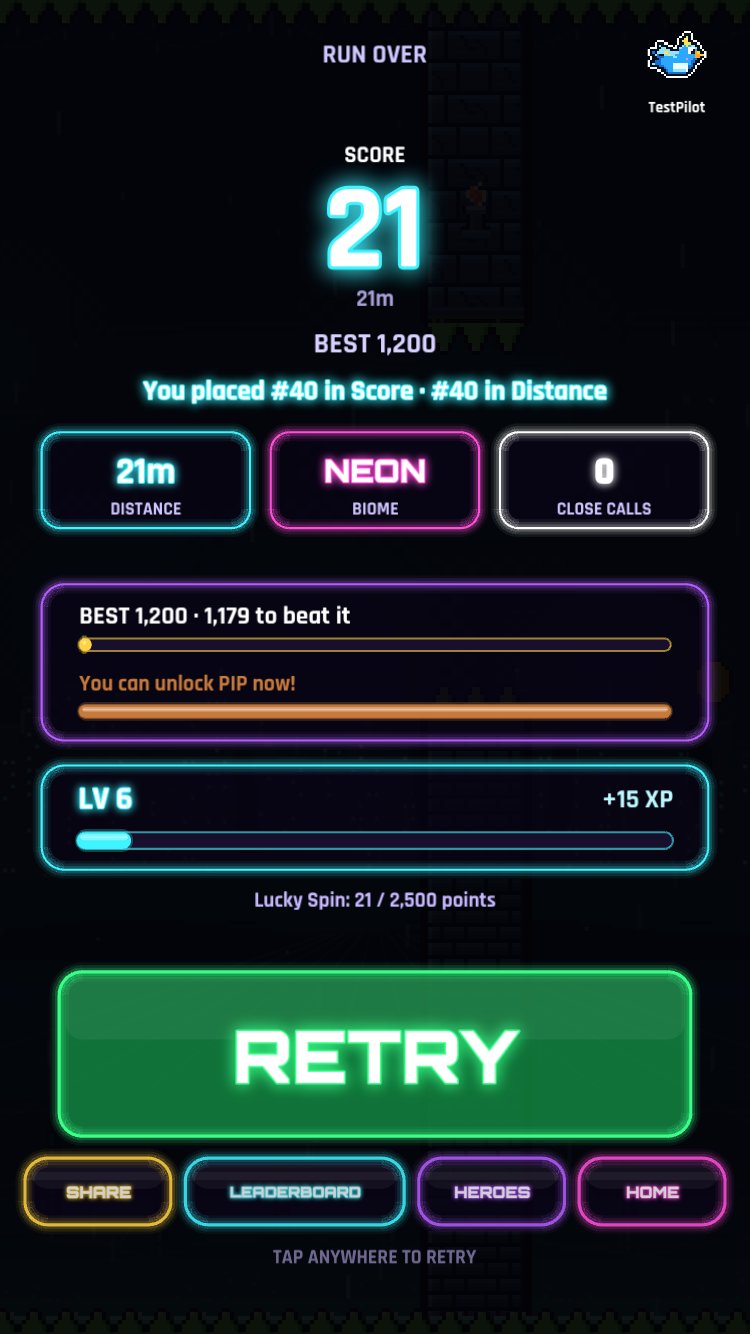 RUN OVER
TestPilot
SCORE
21
21m
BEST 1,200
You placed #40 in Score · #40 in Distance
21m
DISTANCE
NEON
BIOME
0
CLOSE CALLS
BEST 1,200 · 1,179 to beat it
You can unlock PIP now!
LV 6
+15 XP
Lucky Spin: 21 / 2,500 points
RETRY
SHARE
LEADERBOARD
HEROES
HOME
TAP ANYWHERE TO RETRY